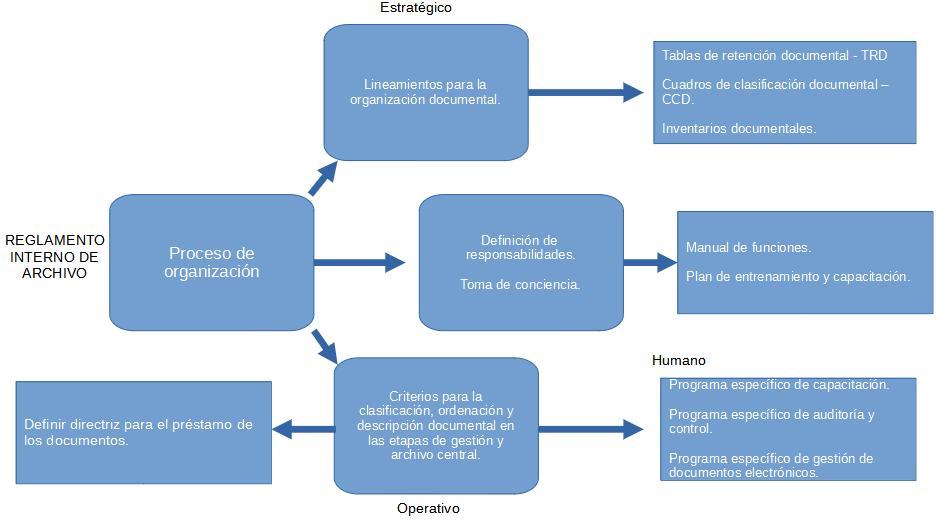 Estratégico
Lineamientos para la
organización documental.
Tablas de retención documental - TRD
Cuadros de clasificación documental –
CCD.
Inventarios documentales.
REGLAMENTO
INTERNO DE
ARCHIVO
Proceso de
organización
Definición de
responsabilidades.
Toma de conciencia.
Manual de funciones.
Plan de entrenamiento y capacitación.
Humano
Definir directriz para el préstamo de
los documentos.
Criterios para la
clasificación, ordenación y
descripción documental en
las etapas de gestión y
archivo central.
Programa específico de capacitación.
Programa específico de auditoría y
control.
Programa específico de gestión de
documentos electrónicos.
Operativo